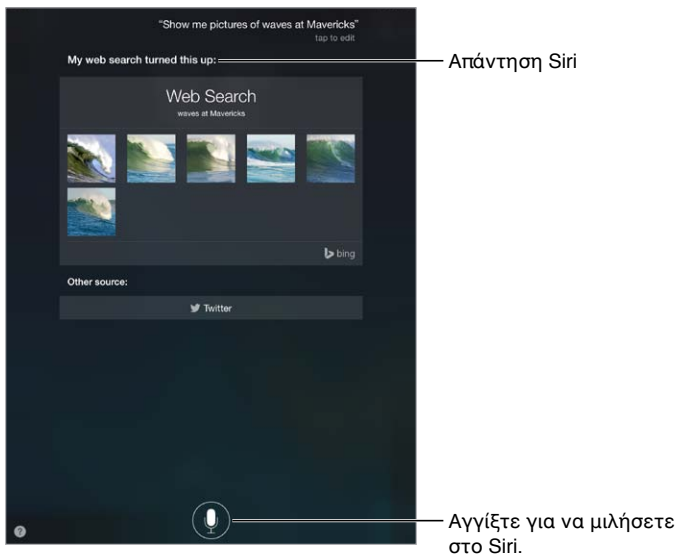 “Show me pictures of waves at Mavericks”
tap to edit
My web search turned this up:
Απάντηση Siri
Web Search
waves at Mavericks
bing
Other source:
Twitter
?
Αγγίξτε για να μιλήσετε
στο Siri.